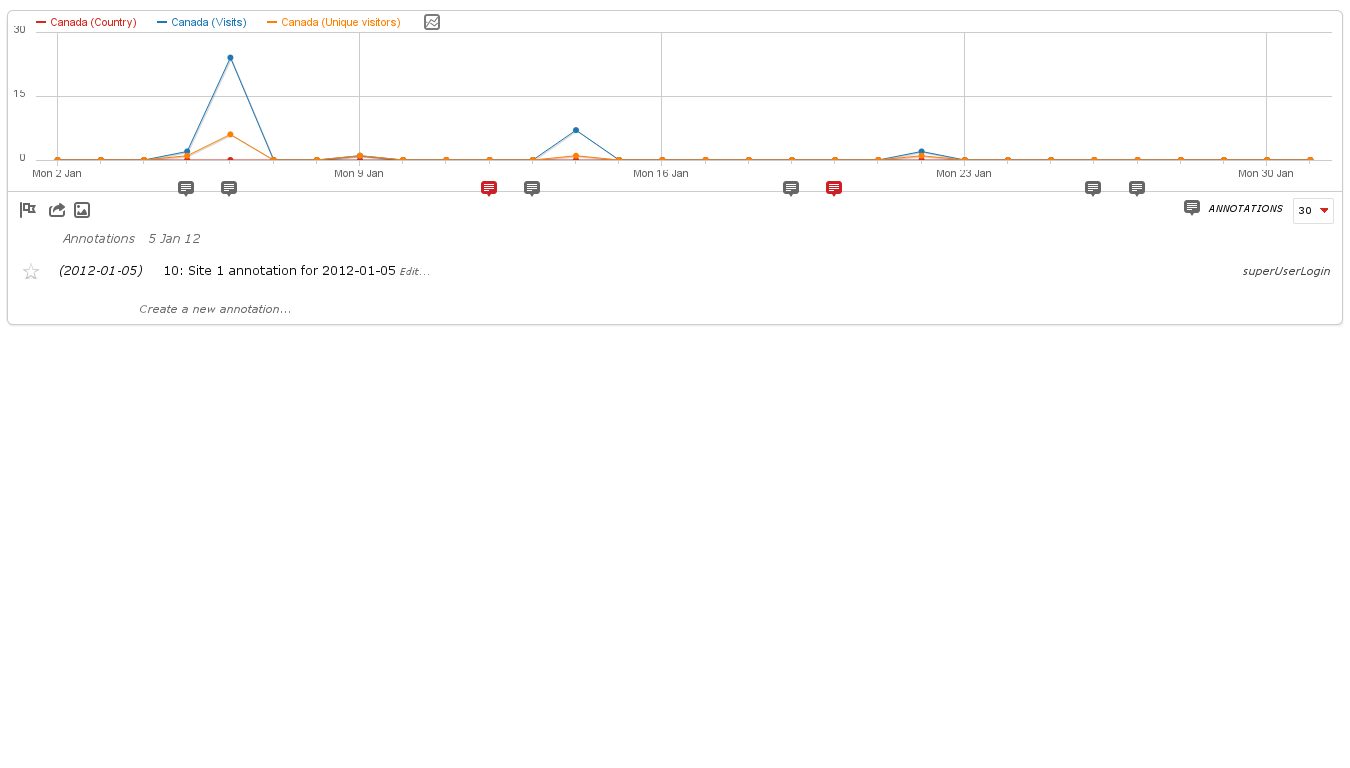 Canada (Country) Canada (Visits) Canada (Unique visitors)
30
15
0
Mon 2 Jan Mon 9 Jan Mon 16 Jan Mon 23 Jan Mon 30 Jan
ANNOTATIONS 30
Annotations 5 Jan 12
(2012-01-05) 10: Site 1 annotation for 2012-01-05 Edit... superUserLogin
Create a new annotation...